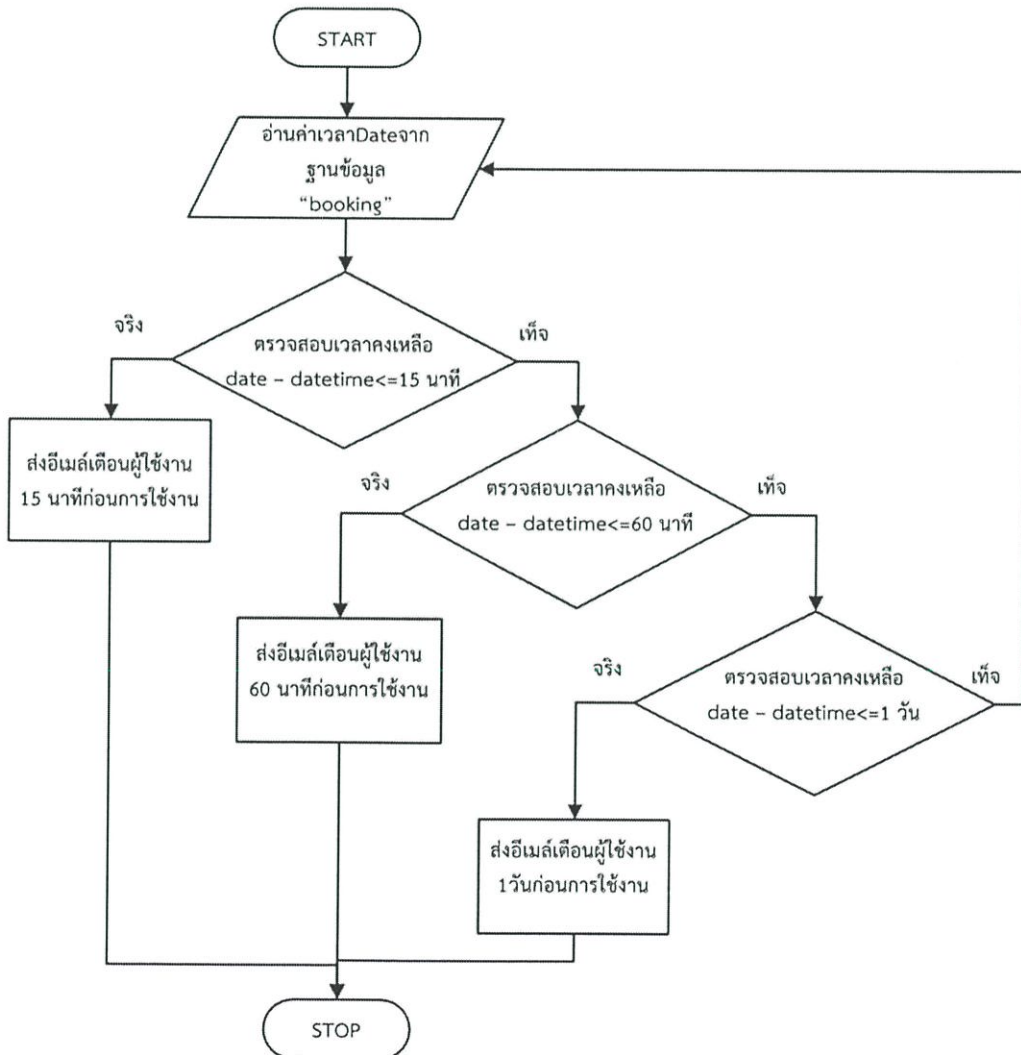 START
อ่านค่าเวลาDateจาก
ฐานข้อมูล
“booking”
จริง
เท็จ
ตรวจสอบเวลาคงเหลือ
date – datetime<=15 นาที
ส่งอีเมล์เตือนผู้ใช้งาน
15 นาทีก่อนการใช้งาน
จริง
เท็จ
ตรวจสอบเวลาคงเหลือ
date – datetime<=60 นาที
ส่งอีเมล์เตือนผู้ใช้งาน
60 นาทีก่อนการใช้งาน
จริง
เท็จ
ตรวจสอบเวลาคงเหลือ
date – datetime<=1 วัน
ส่งอีเมล์เตือนผู้ใช้งาน
1วันก่อนการใช้งาน
STOP